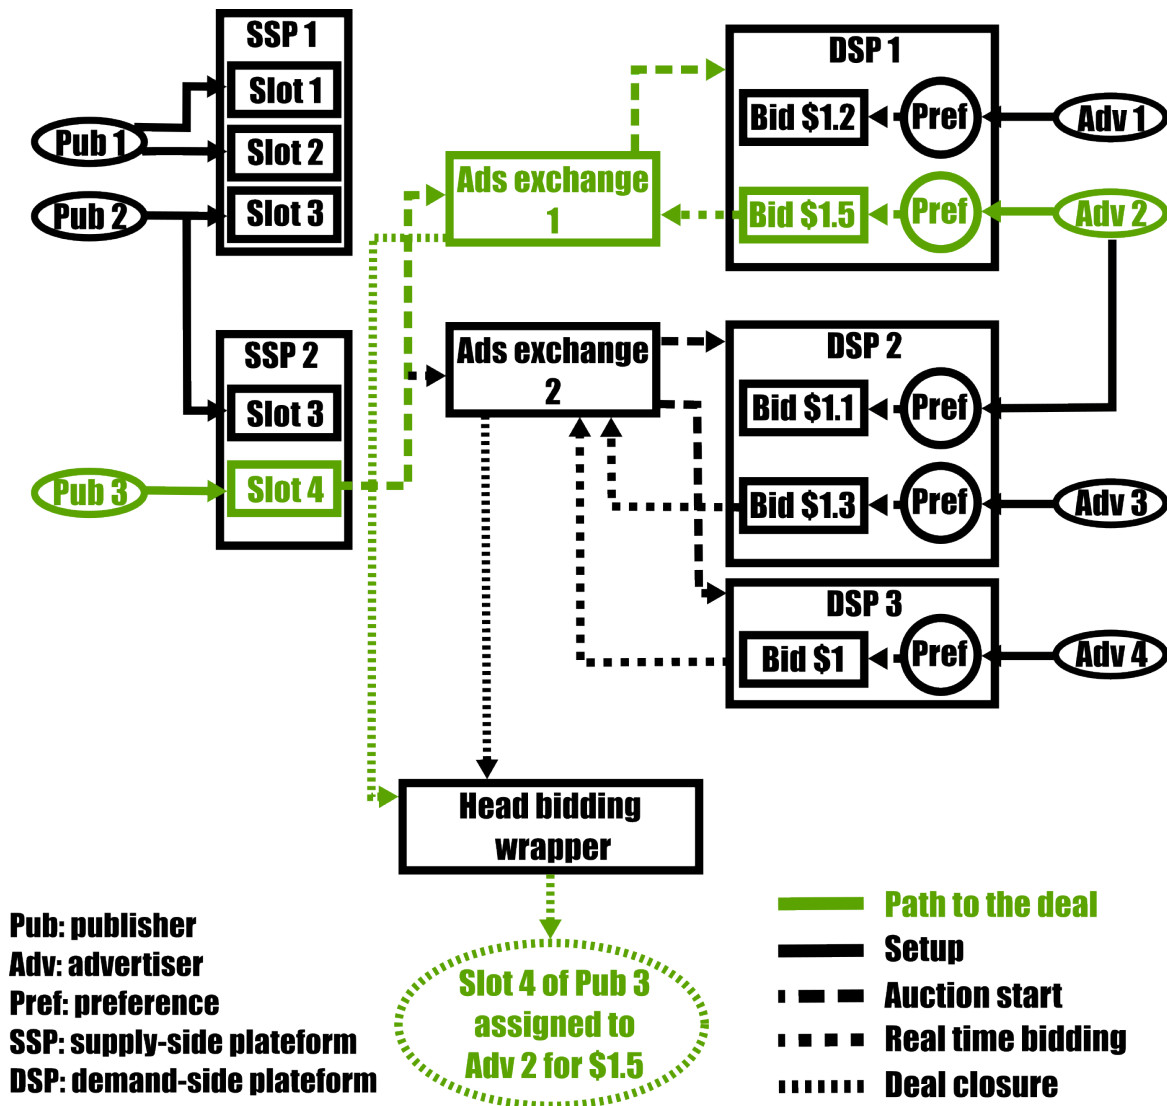 SSP 1
Slot 1
Slot 2
Slot 3
Pub 1
Pub 2
SSP 2
Slot 3
Slot 4
Pub 3
Ads exchange
1
Ads exchange
2
DSP 1
Bid $1.2
Pref
Adv 1
Bid $1.5
Pref
Adv 2
DSP 2
Bid $1.1
Pref
Bid $1.3
Pref
Adv 3
DSP 3
Bid $1
Pref
Adv 4
Head bidding
wrapper
Slot 4 of Pub 3
assigned to
Adv 2 for $1.5
Pub: publisher
Adv: advertiser
Pref: preference
SSP: supply-side plateform
DSP: demand-side plateform
Path to the deal
Setup
Auction start
Real time bidding
Deal closure